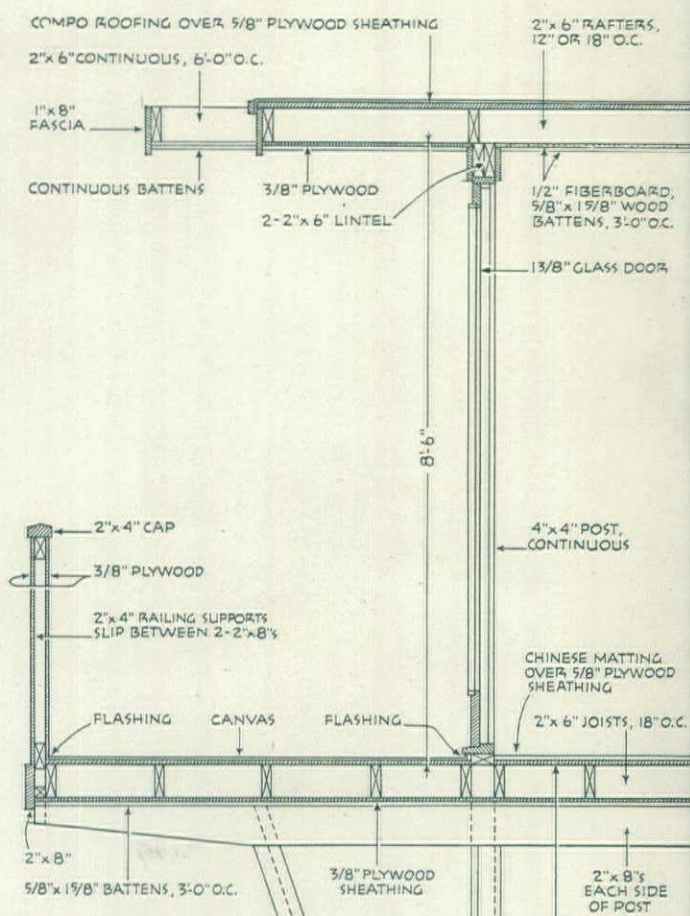 COMPO ROOFING OVER 5/8" PLYWOOD SHEATHING
2"x 6" CONTINUOUS, 6'-0" O.C.
2"x 6" RAFTERS,
12" OR 18" O.C.
1"x 8"
FASCIA
CONTINUOUS BATTENS
3/8" PLYWOOD
2-2"x 6" LINTEL
1/2" FIBERBOARD,
5/8"x 1 5/8" WOOD
BATTENS, 3'-0" O.C.
1 3/8" GLASS DOOR
8'-6"
2"x 4" CAP
3/8" PLYWOOD
2"x 4" RAILING SUPPORTS
SLIP BETWEEN 2-2"x 8"s
4"x 4" POST,
CONTINUOUS
CHINESE MATTING
OVER 5/8" PLYWOOD
SHEATHING
FLASHING
CANVAS
FLASHING
2"x 6" JOISTS, 18" O.C.
2"x 8"
5/8"x 1 5/8" BATTENS, 3'-0" O.C.
3/8" PLYWOOD
SHEATHING
2"x 8"s
EACH SIDE
OF POST